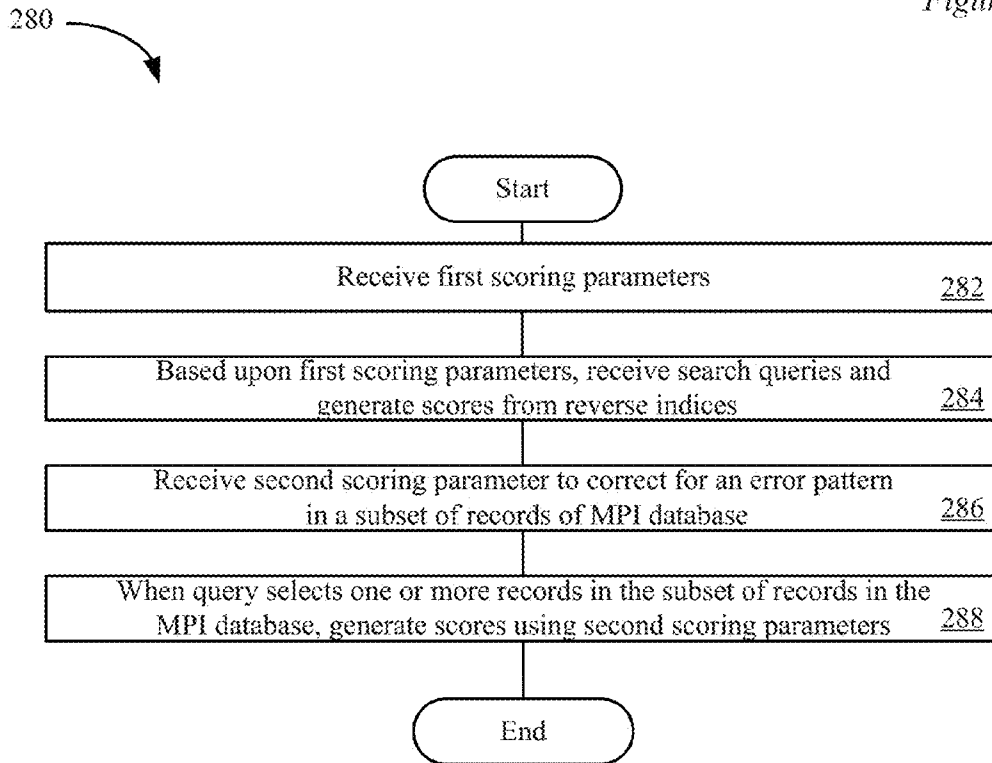 280
Start
Receive first scoring parameters
282
Based upon first scoring parameters, receive search queries and
generate scores from reverse indices
284
Receive second scoring parameter to correct for an error pattern
in a subset of records of MPI database
286
When query selects one or more records in the subset of records in the
MPI database, generate scores using second scoring parameters
288
End